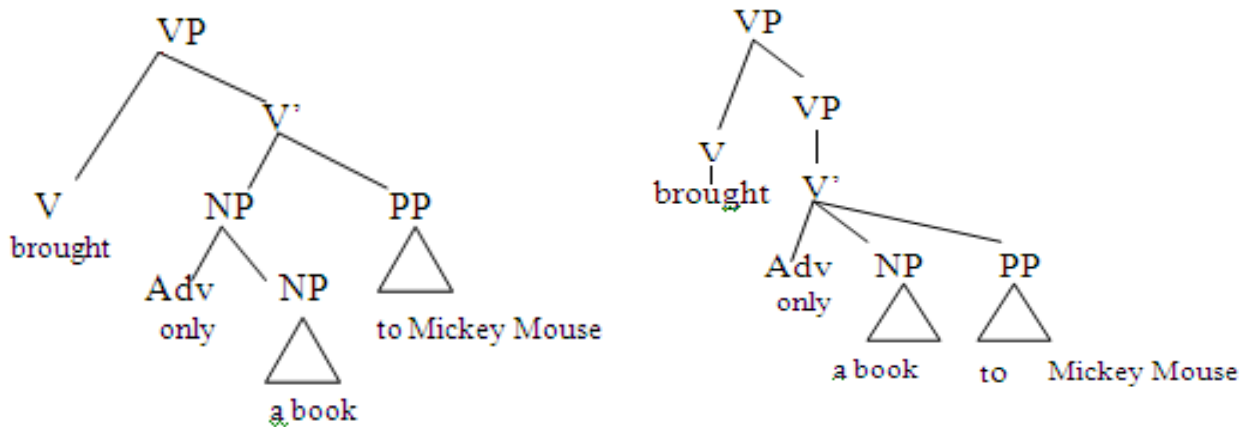 VP
V'
V NP PP
brought
Adv NP
only to Mickey Mouse
a book
VP
VP
V
brought V'
Adv NP PP
only
a book to Mickey Mouse